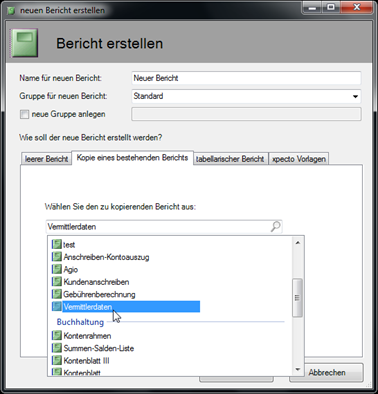 neuen Bericht erstellen
Bericht erstellen
Name für neuen Bericht: Neuer Bericht
Gruppe für neuen Bericht: Standard
neue Gruppe anlegen
Wie soll der neue Bericht erstellt werden?
leerer Bericht Kopie eines bestehenden Berichts tabellarischer Bericht xpecto Vorlagen
Wählen Sie den zu kopierenden Bericht aus:
Vermittlerdaten
test
Anschreiben-Kontoauszug
Agio
Kundenanschreiben
Gebührenberechnung
Vermittlerdaten
Buchhaltung
Kontenrahmen
Summen-Salden-Liste
Kontenblatt III
Kontenblatt
Abbrechen